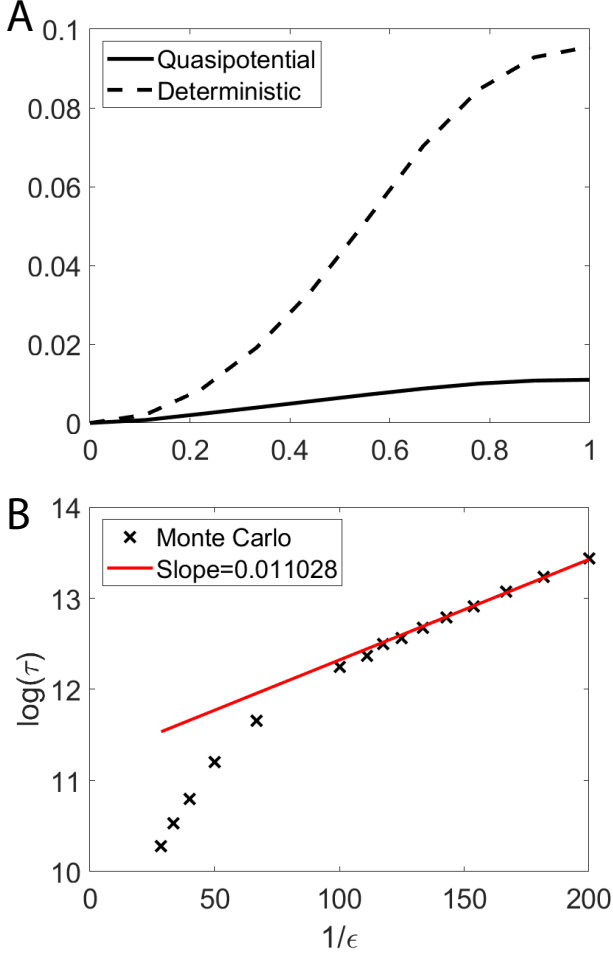 A
0.1
0.08
0.06
0.04
0.02
0
Quasipotential
Deterministic
0 0.2 0.4 0.6 0.8 1
B
14
13
12
11
10
log(τ)
Monte Carlo
Slope=0.011028
0 50 100 150 200
1/ϵ